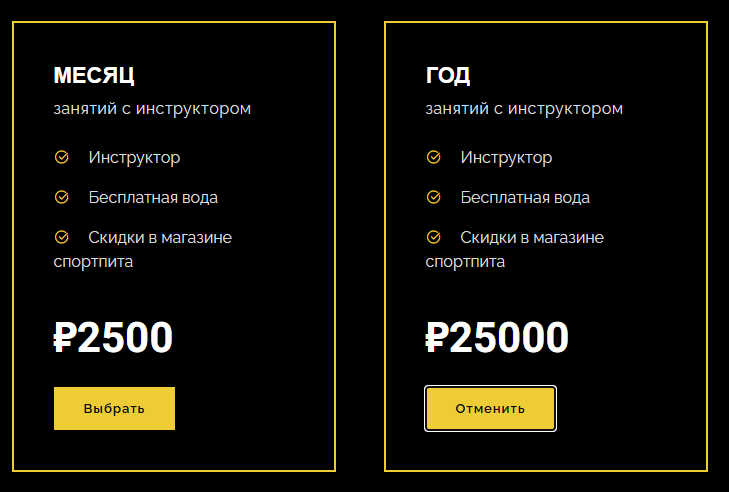 МЕСЯЦ
занятий с инструктором
Инструктор
Бесплатная вода
Скидки в магазине
спортпита
₽2500
Выбрать
ГОД
занятий с инструктором
Инструктор
Бесплатная вода
Скидки в магазине
спортпита
₽25000
Отменить